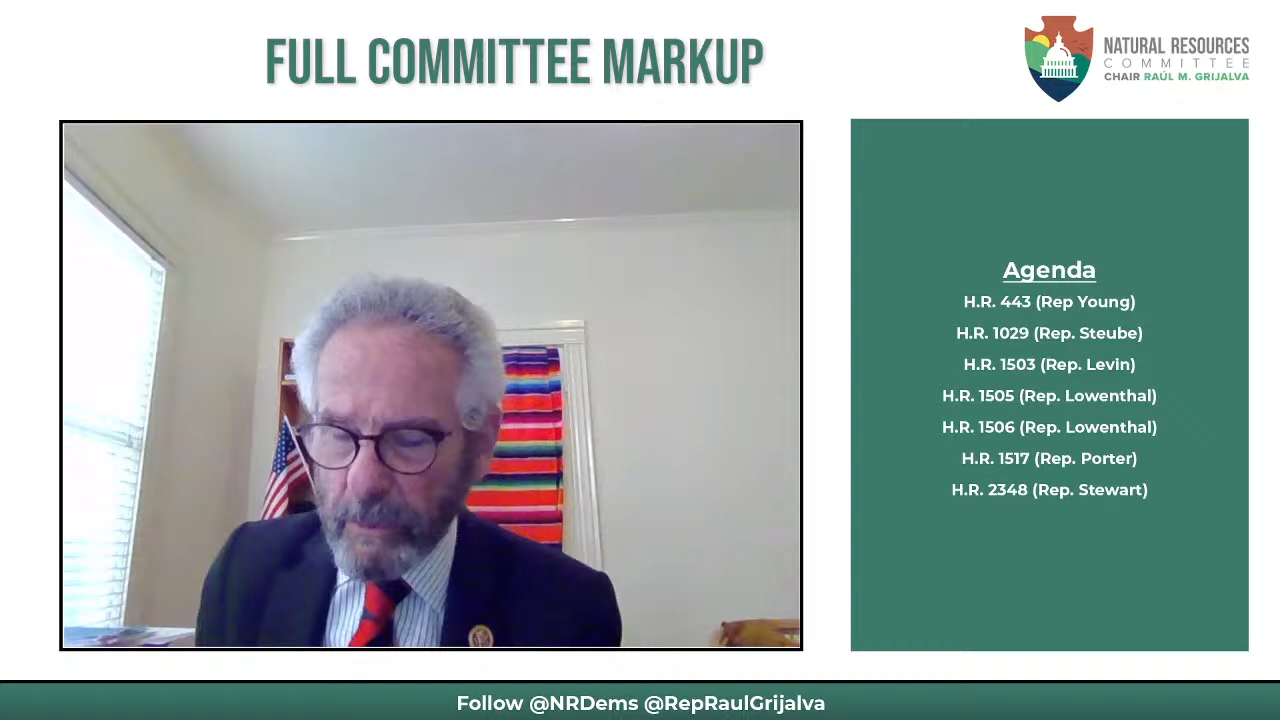 FULL COMMITTEE MARKUP
NATURAL RESOURCES
COMMITTEE
CHAIR RAÚL M. GRIJALVA
Agenda
H.R. 443 (Rep Young)
H.R. 1029 (Rep. Steube)
H.R. 1503 (Rep. Levin)
H.R. 1505 (Rep. Lowenthal)
H.R. 1506 (Rep. Lowenthal)
H.R. 1517 (Rep. Porter)
H.R. 2348 (Rep. Stewart)
Follow @NRDems @RepRaulGrijalva